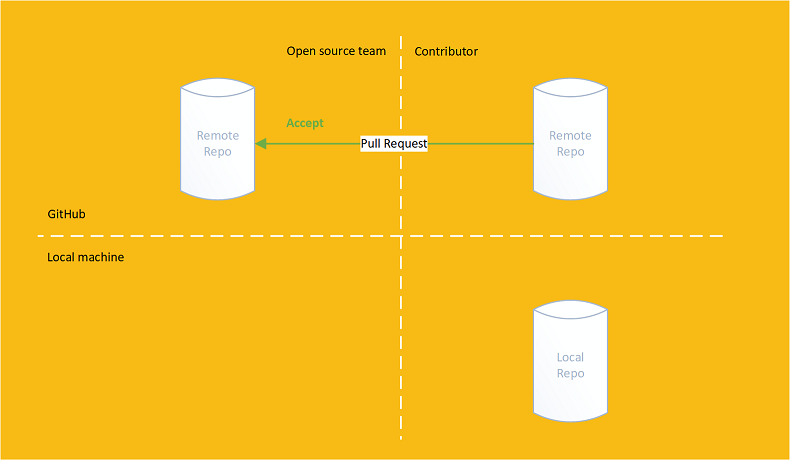 Open source team
Contributor
Remote
Repo
Accept
Pull Request
Remote
Repo
GitHub
Local machine
Local
Repo